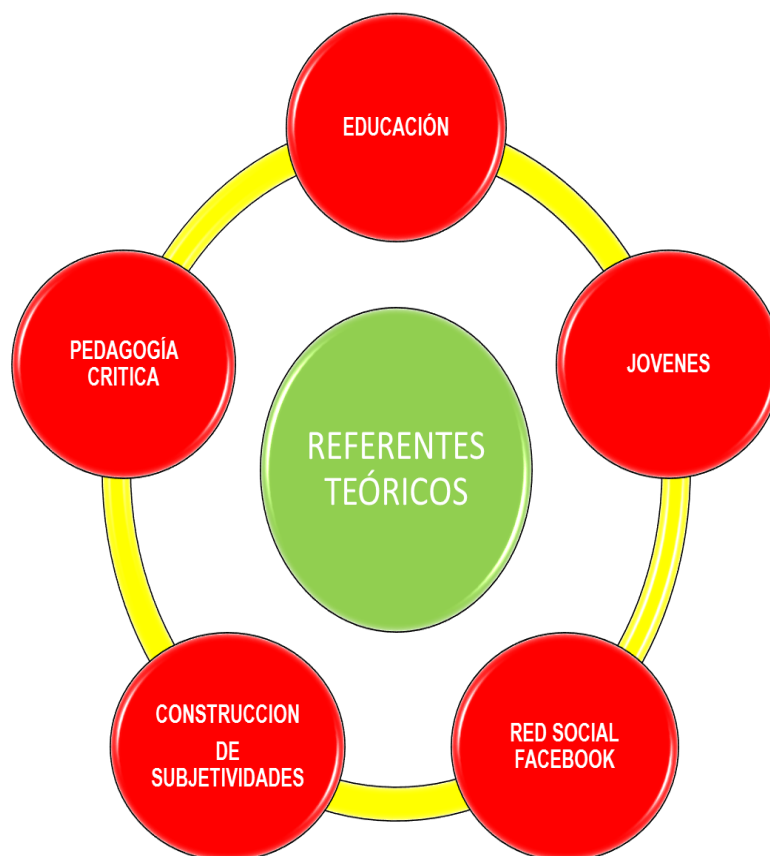 EDUCACIÓN
JOVENES
RED SOCIAL
FACEBOOK
CONSTRUCCION
DE
SUBJETIVIDADES
PEDAGOGÍA
CRITICA
REFERENTES
TEÓRICOS